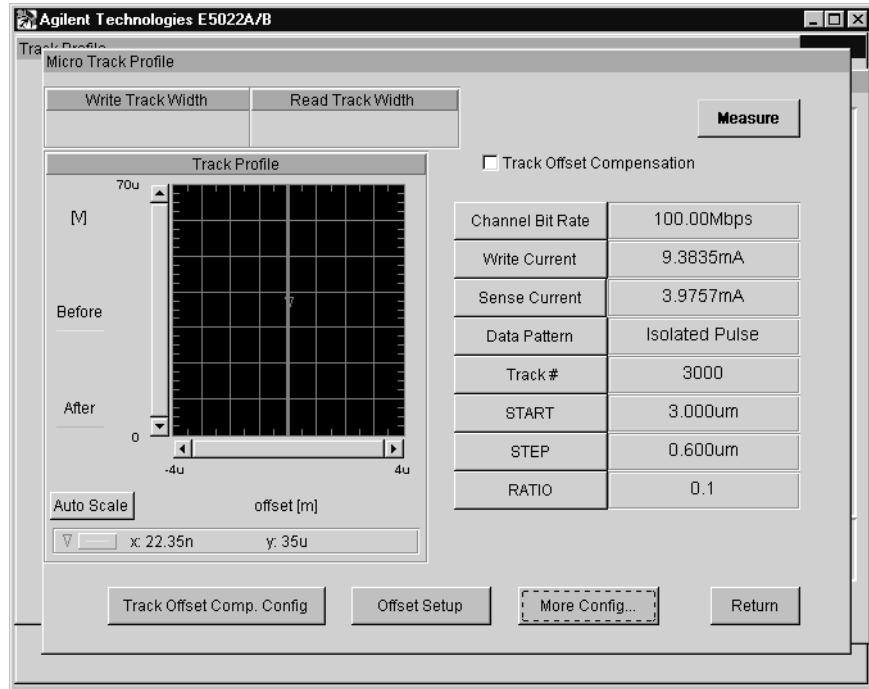 Agilent Technologies E5022A/B
Track Profile
Micro Track Profile
Write Track Width
Read Track Width
Measure
Track Profile
Track Offset Compensation
70u
[V]
Before
After
0
-4u
4u
Auto Scale
offset [m]
x: 22.35n
y: 35u
Channel Bit Rate
100.00Mbps
Write Current
9.3835mA
Sense Current
3.9757mA
Data Pattern
Isolated Pulse
Track #
3000
START
3.000um
STEP
0.600um
RATIO
0.1
Track Offset Comp. Config
Offset Setup
More Config...
Return